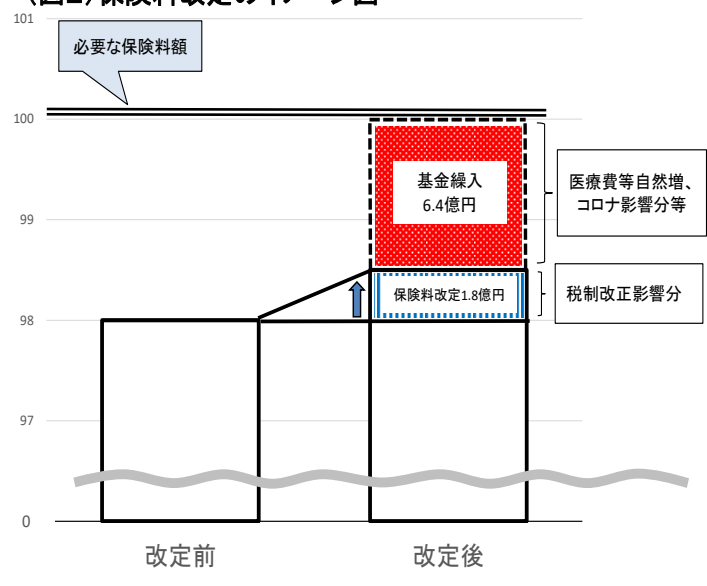 (図2)保険料改定のイメージ図
101
必要な保険料額
100
基金繰入
6.4億円
医療費等自然増、
コロナ影響分等
99
保険料改定1.8億円
税制改正影響分
98
97
0
改定前
改定後